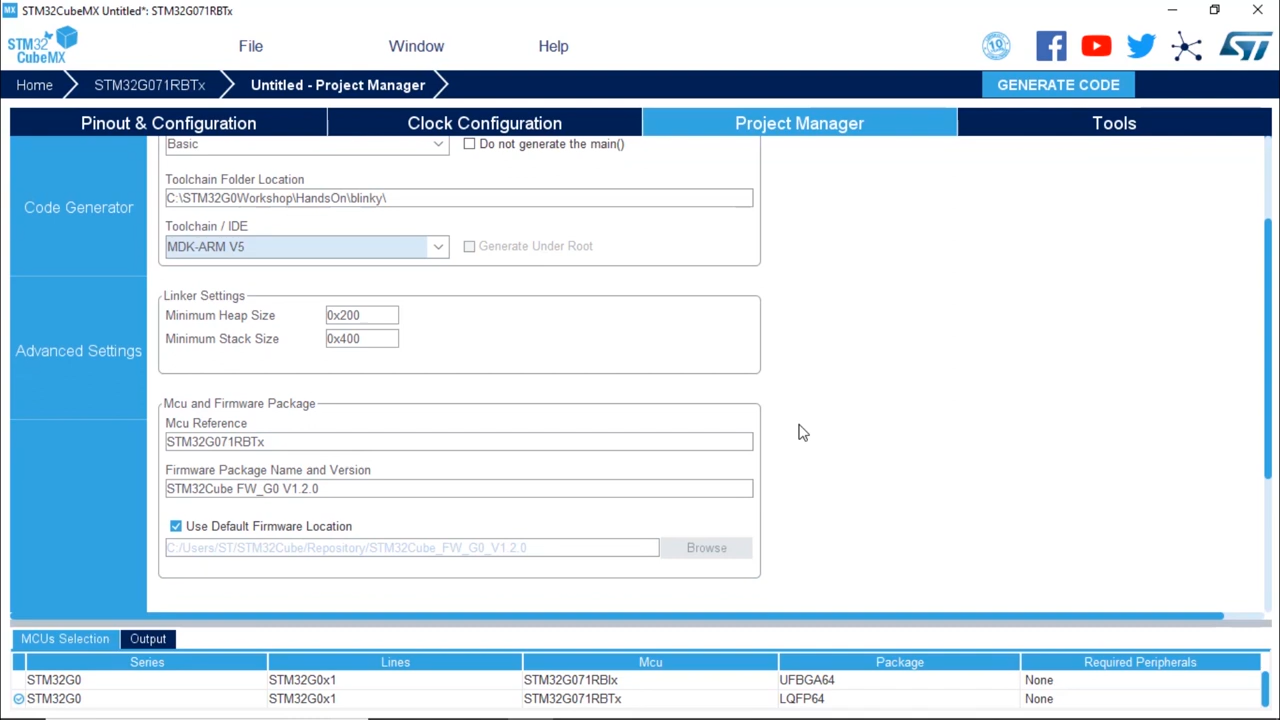 MX STM32CubeMX Untitled*: STM32G071RBTx
STM32
CubeMX
File Window Help
10
Home STM32G071RBTx Untitled - Project Manager GENERATE CODE
Pinout & Configuration Clock Configuration Project Manager Tools
Basic Do not generate the main()
Toolchain Folder Location
C:\STM32G0Workshop\HandsOn\blinky\
Toolchain / IDE
MDK-ARM V5 Generate Under Root
Code Generator
Advanced Settings
Linker Settings
Minimum Heap Size 0x200
Minimum Stack Size 0x400
Mcu and Firmware Package
Mcu Reference
STM32G071RBTx
Firmware Package Name and Version
STM32Cube FW_G0 V1.2.0
Use Default Firmware Location
C:/Users/ST/STM32Cube/Repository/STM32Cube_FW_G0_V1.2.0 Browse
MCUs Selection Output
Series Lines Mcu Package Required Peripherals
STM32G0 STM32G0x1 STM32G071RBIx UFBGA64 None
STM32G0 STM32G0x1 STM32G071RBTx LQFP64 None